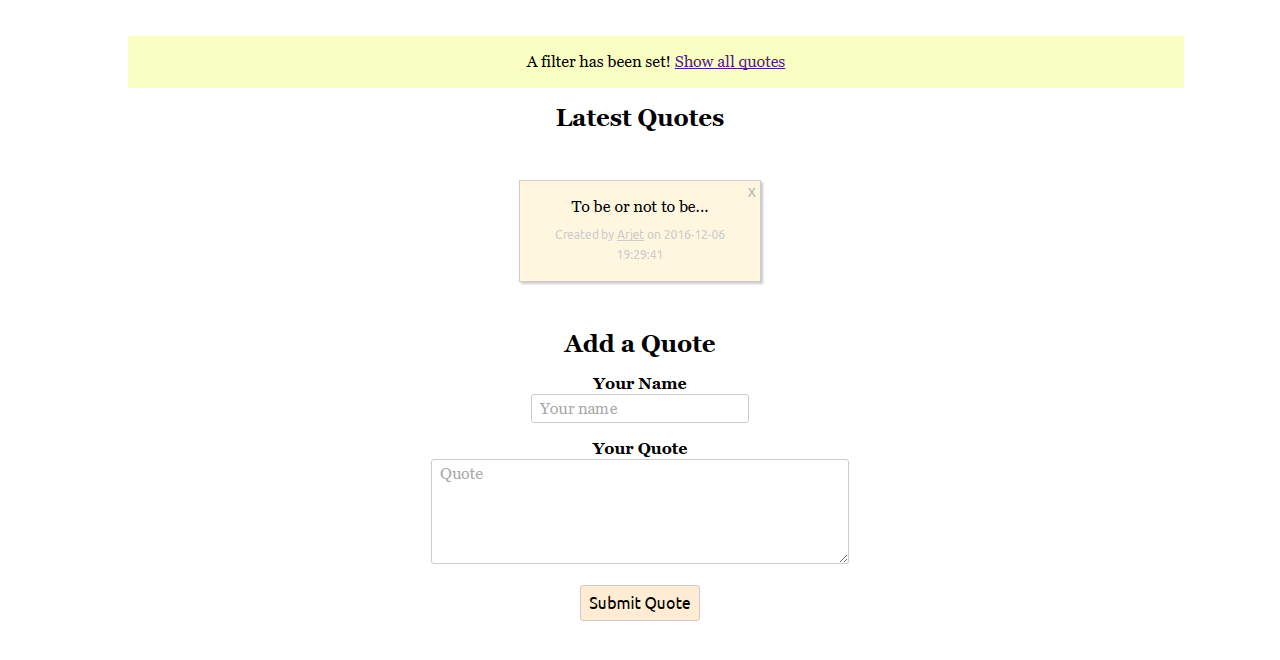 A filter has been set! Show all quotes
Latest Quotes
x
To be or not to be...
Created by Arjet on 2016-12-06
19:29:41
Add a Quote
Your Name
Your name
Your Quote
Quote
Submit Quote